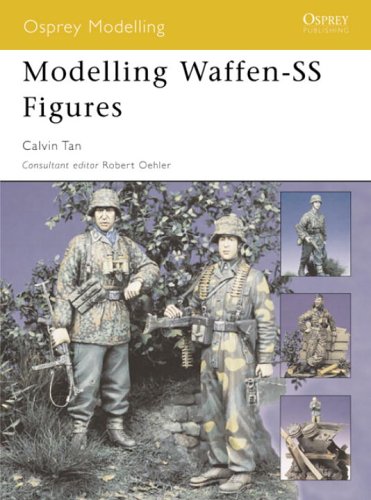 Osprey Modelling
OSPREY
PUBLISHING
Modelling Waffen-SS
Figures
Calvin Tan
Consultant editor Robert Oehler